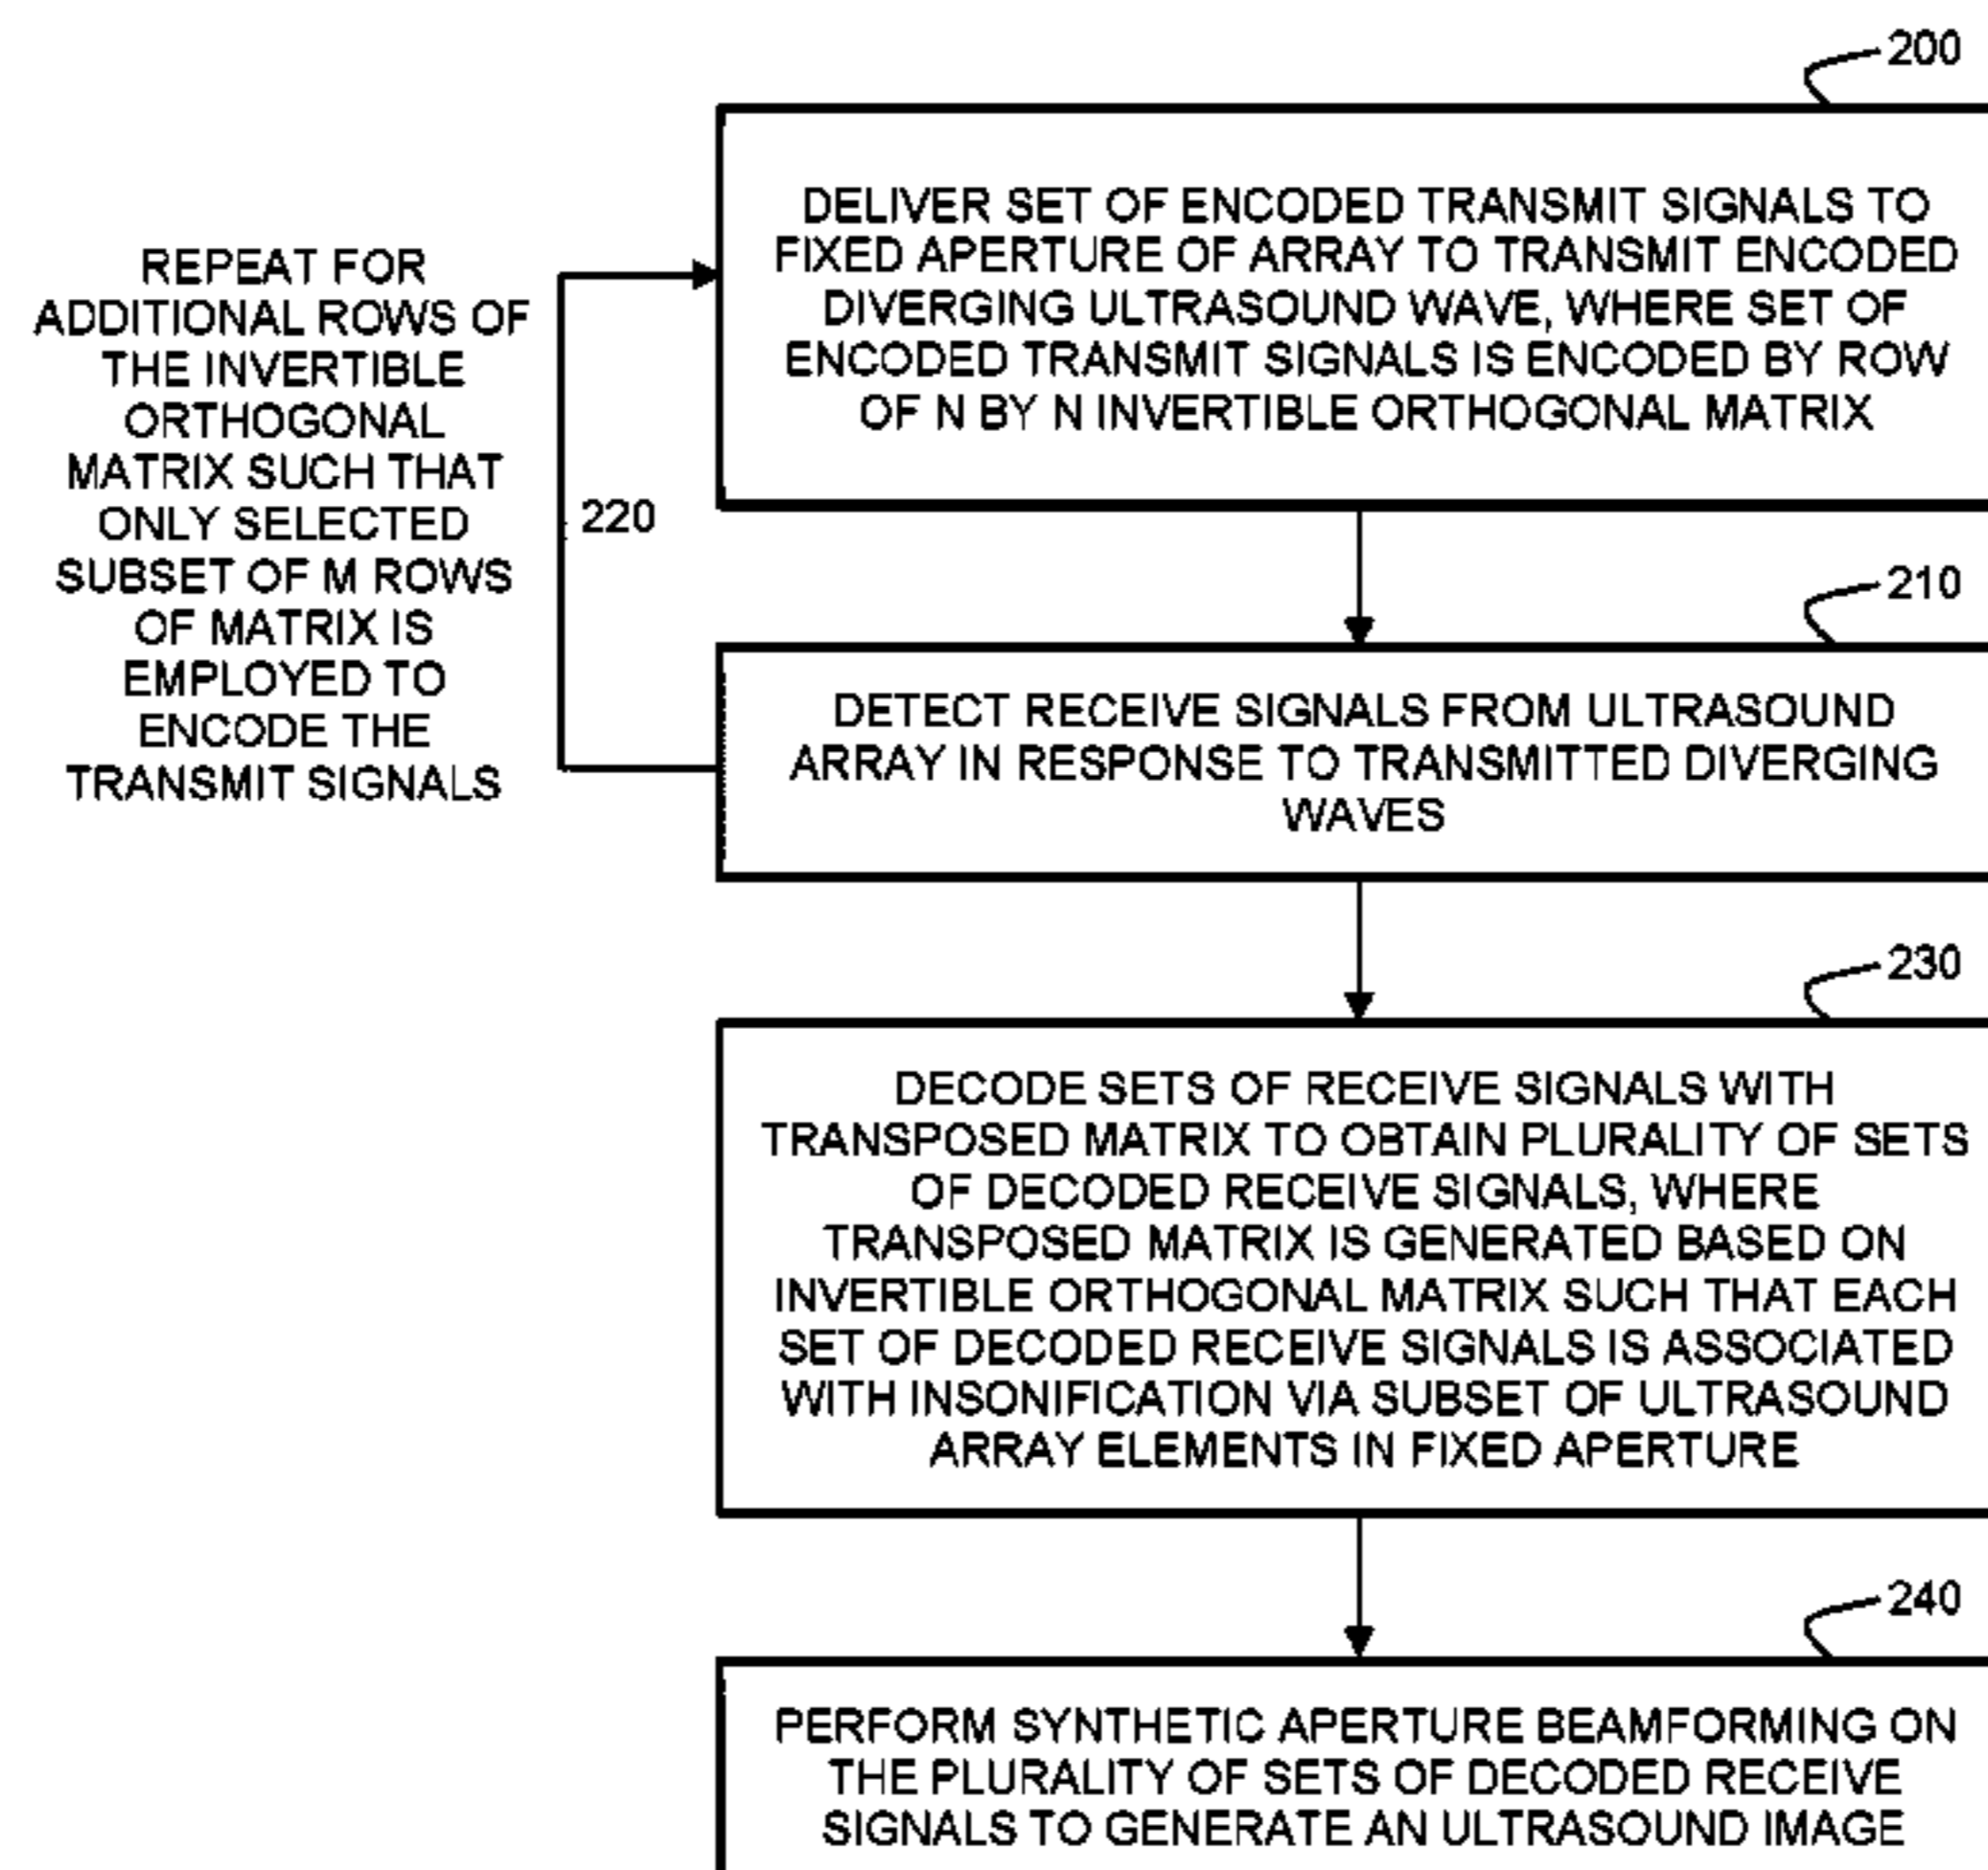 200
DELIVER SET OF ENCODED TRANSMIT SIGNALS TO
FIXED APERTURE OF ARRAY TO TRANSMIT ENCODED
DIVERGING ULTRASOUND WAVE, WHERE SET OF
ENCODED TRANSMIT SIGNALS IS ENCODED BY ROW
OF N BY N INVERTIBLE ORTHOGONAL MATRIX
REPEAT FOR
ADDITIONAL ROWS OF
THE INVERTIBLE
ORTHOGONAL
MATRIX SUCH THAT
ONLY SELECTED
SUBSET OF M ROWS
OF MATRIX IS
EMPLOYED TO
ENCODE THE
TRANSMIT SIGNALS
220
210
DETECT RECEIVE SIGNALS FROM ULTRASOUND
ARRAY IN RESPONSE TO TRANSMITTED DIVERGING
WAVES
230
DECODE SETS OF RECEIVE SIGNALS WITH
TRANSPOSED MATRIX TO OBTAIN PLURALITY OF SETS
OF DECODED RECEIVE SIGNALS, WHERE
TRANSPOSED MATRIX IS GENERATED BASED ON
INVERTIBLE ORTHOGONAL MATRIX SUCH THAT EACH
SET OF DECODED RECEIVE SIGNALS IS ASSOCIATED
WITH INSONIFICATION VIA SUBSET OF ULTRASOUND
ARRAY ELEMENTS IN FIXED APERTURE
240
PERFORM SYNTHETIC APERTURE BEAMFORMING ON
THE PLURALITY OF SETS OF DECODED RECEIVE
SIGNALS TO GENERATE AN ULTRASOUND IMAGE